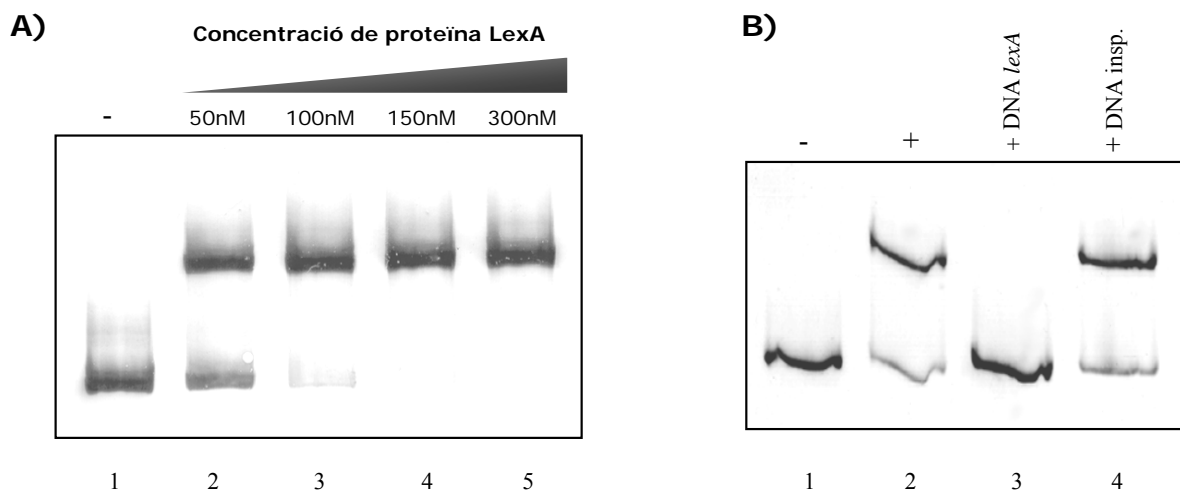 A)
Concentració de proteïna LexA
- 50nM 100nM 150nM 300nM
1 2 3 4 5
B)
- + + DNA lexA + DNA insp.
1 2 3 4